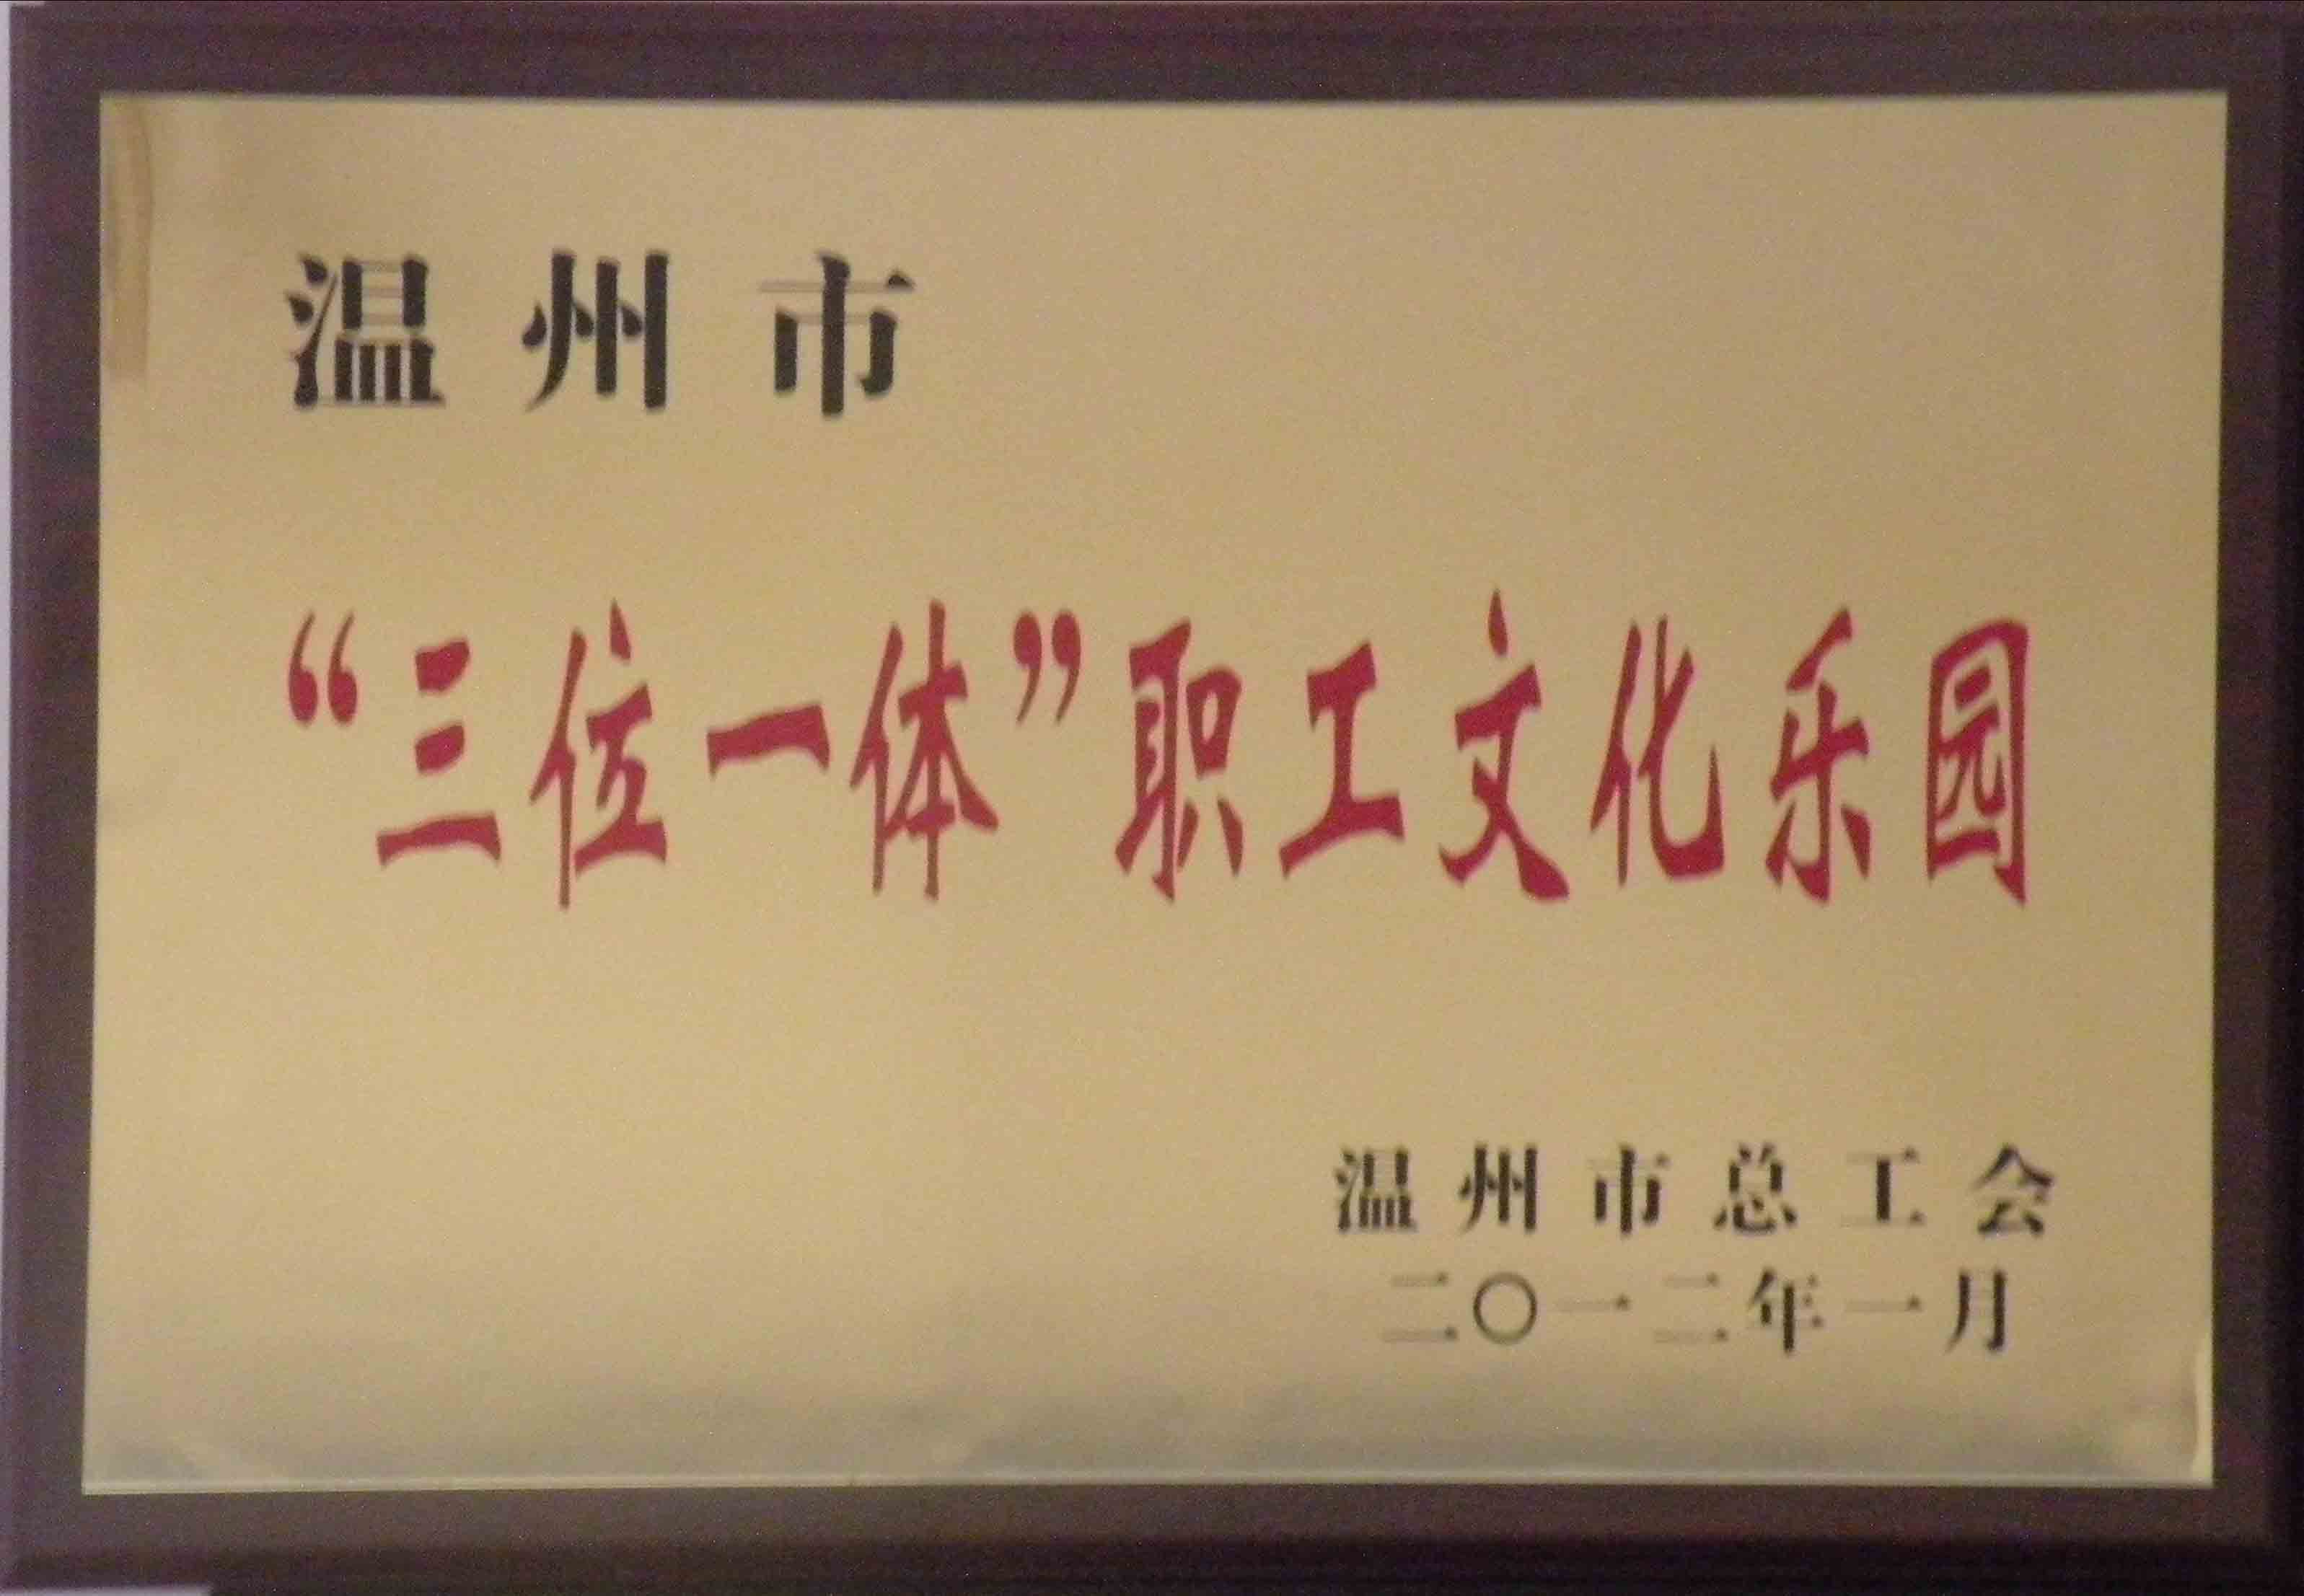 温州市
“三位一体”职工文化乐园
温州市总工会
二〇一二年一月